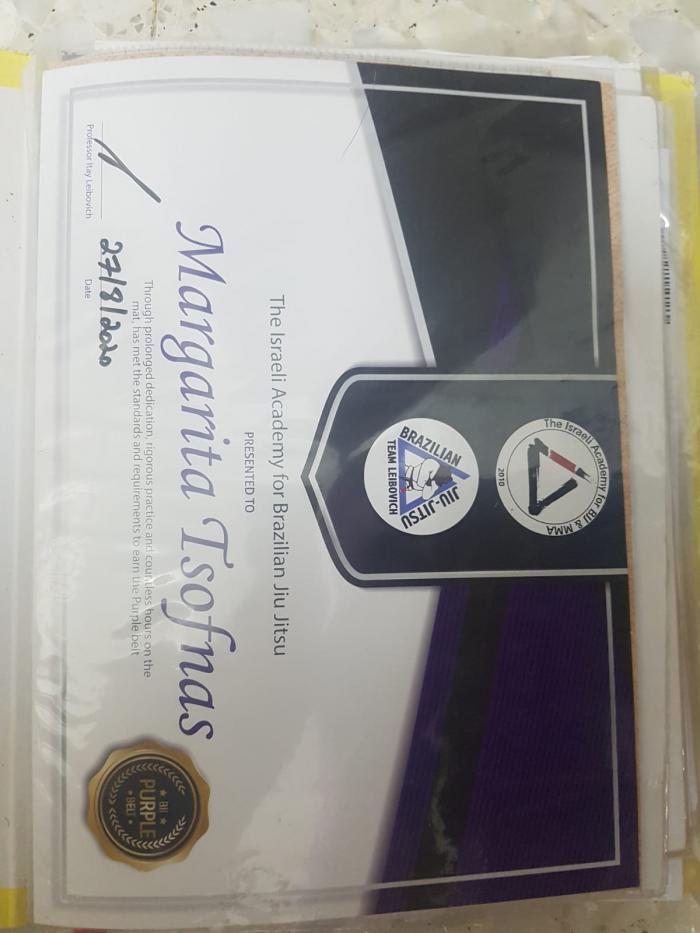 The Israeli Academy for BJJ & MMA
2010
BRAZILIAN JIU-JITSU
TEAM LEIBOVICH
The Israeli Academy for Brazilian Jiu Jitsu
PRESENTED TO
Margarita Tsofnas
Through prolonged dedication, rigorous practice and countless hours on the
mat, has met the standards and requirements to earn the Purple belt
27/8/2020
Professor Itay Leibovich
Date
BJJ
PURPLE
BELT